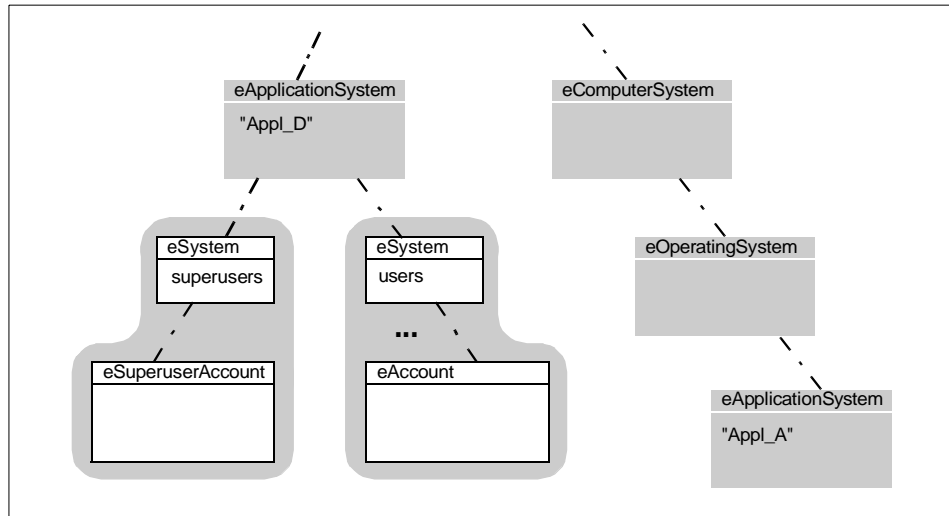 eApplicationSystem
"Appl_D"
eComputerSystem
eSystem
superusers
eSystem
users
...
eOperatingSystem
eSuperuserAccount
eAccount
eApplicationSystem
"Appl_A"